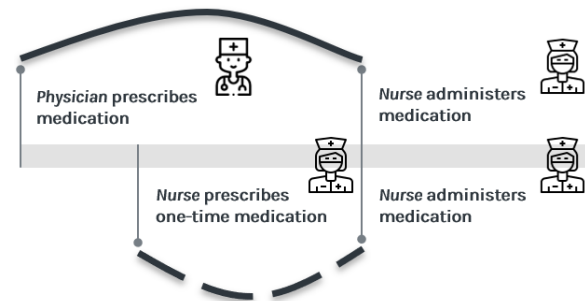 Physician prescribes
medication
Nurse administers
medication
Nurse prescribes
one-time medication
Nurse administers
medication